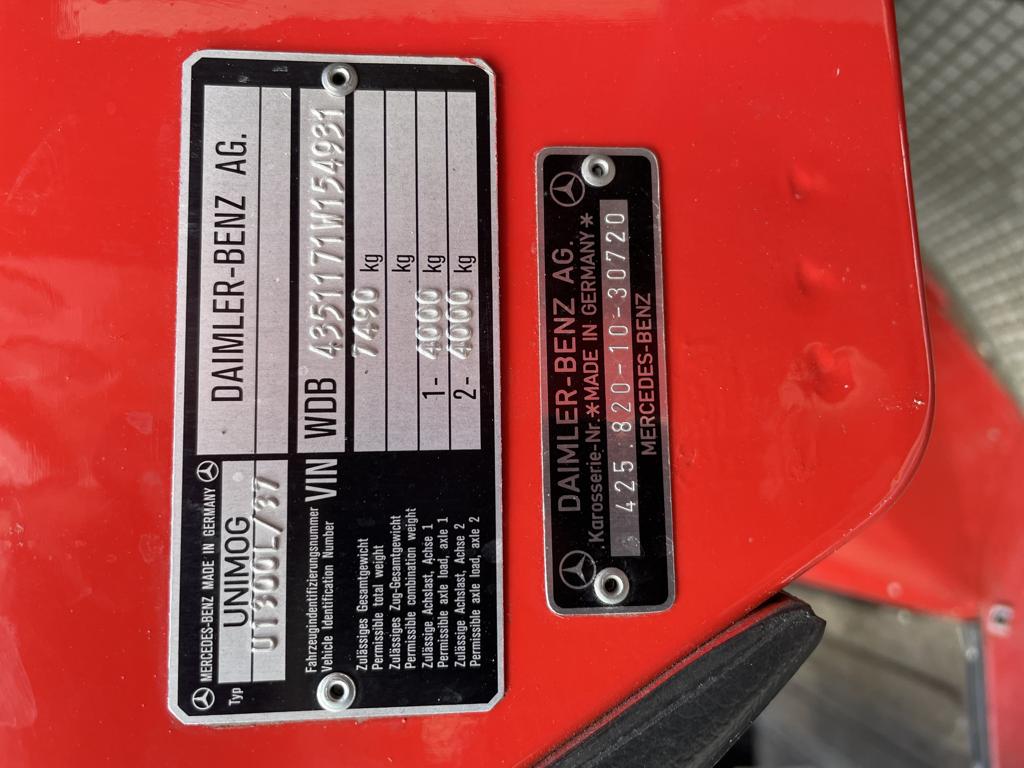 DAIMLER-BENZ AG.
MERCEDES-BENZ MADE IN GERMANY
UNIMOG
Typ U1300L/37
Fahrzeugindentifizierungsnummer
Vehicle Identification Number
VIN WDB 4351171W154931
Zulässiges Gesamtgewicht
Permissible total weight
7490 kg
Zulässiges Zug-Gesamtgewicht
Permissible combination weight
kg
Zulässige Achslast, Achse 1
Permissible axle load, axle 1
1- 4000 kg
Zulässige Achslast, Achse 2
Permissible axle load, axle 2
2- 4000 kg
DAIMLER-BENZ AG.
Karosserie-Nr.*MADE IN GERMANY*
425 820-10-30720
MERCEDES-BENZ